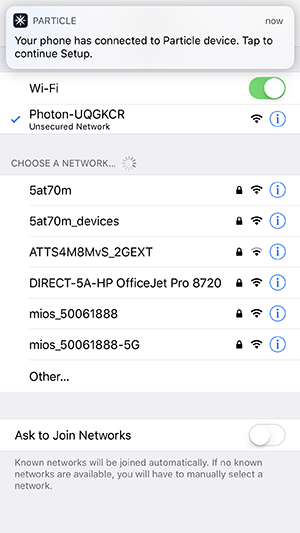 PARTICLE now
Your phone has connected to Particle device. Tap to
continue Setup.
Wi-Fi
Photon-UQGKCR
Unsecured Network
CHOOSE A NETWORK...
5at70m
5at70m_devices
ATTS4M8MvS_2GEXT
DIRECT-5A-HP OfficeJet Pro 8720
mios_50061888
mios_50061888-5G
Other...
Ask to Join Networks
Known networks will be joined automatically. If no known
networks are available, you will have to manually select a
network.